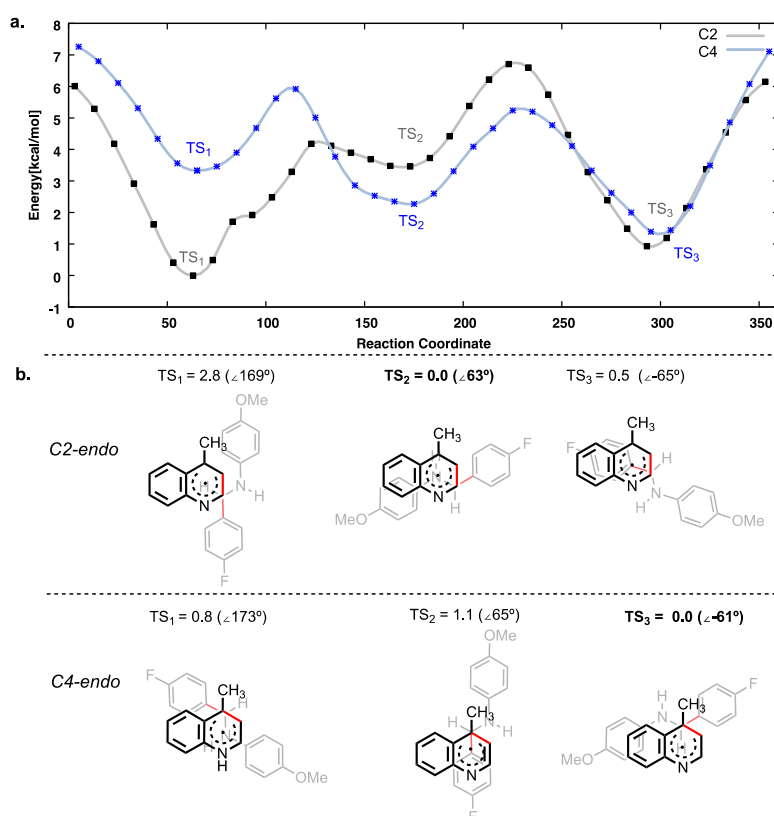 a.
8
7
6
5
4
3
2
1
0
-1
Energy[kcal/mol]
C2
C4
TS1
TS1
TS2
TS2
TS3
TS3
0 50 100 150 200 250 300 350
Reaction Coordinate
b.
TS1 = 2.8 (∠169º) TS2 = 0.0 (∠63º) TS3 = 0.5 (∠-65º)
C2-endo
OMe
CH3
H N H
N
F
CH3
F
H
N
N
H
MeO
CH3
F
H
N
N
H
OMe
TS1 = 0.8 (∠173º) TS2 = 1.1 (∠65º) TS3 = 0.0 (∠-61º)
C4-endo
F
CH3
H
N
N
H
OMe
OMe
CH3
H N H
N
F
H
N
CH3
F
H
MeO
N